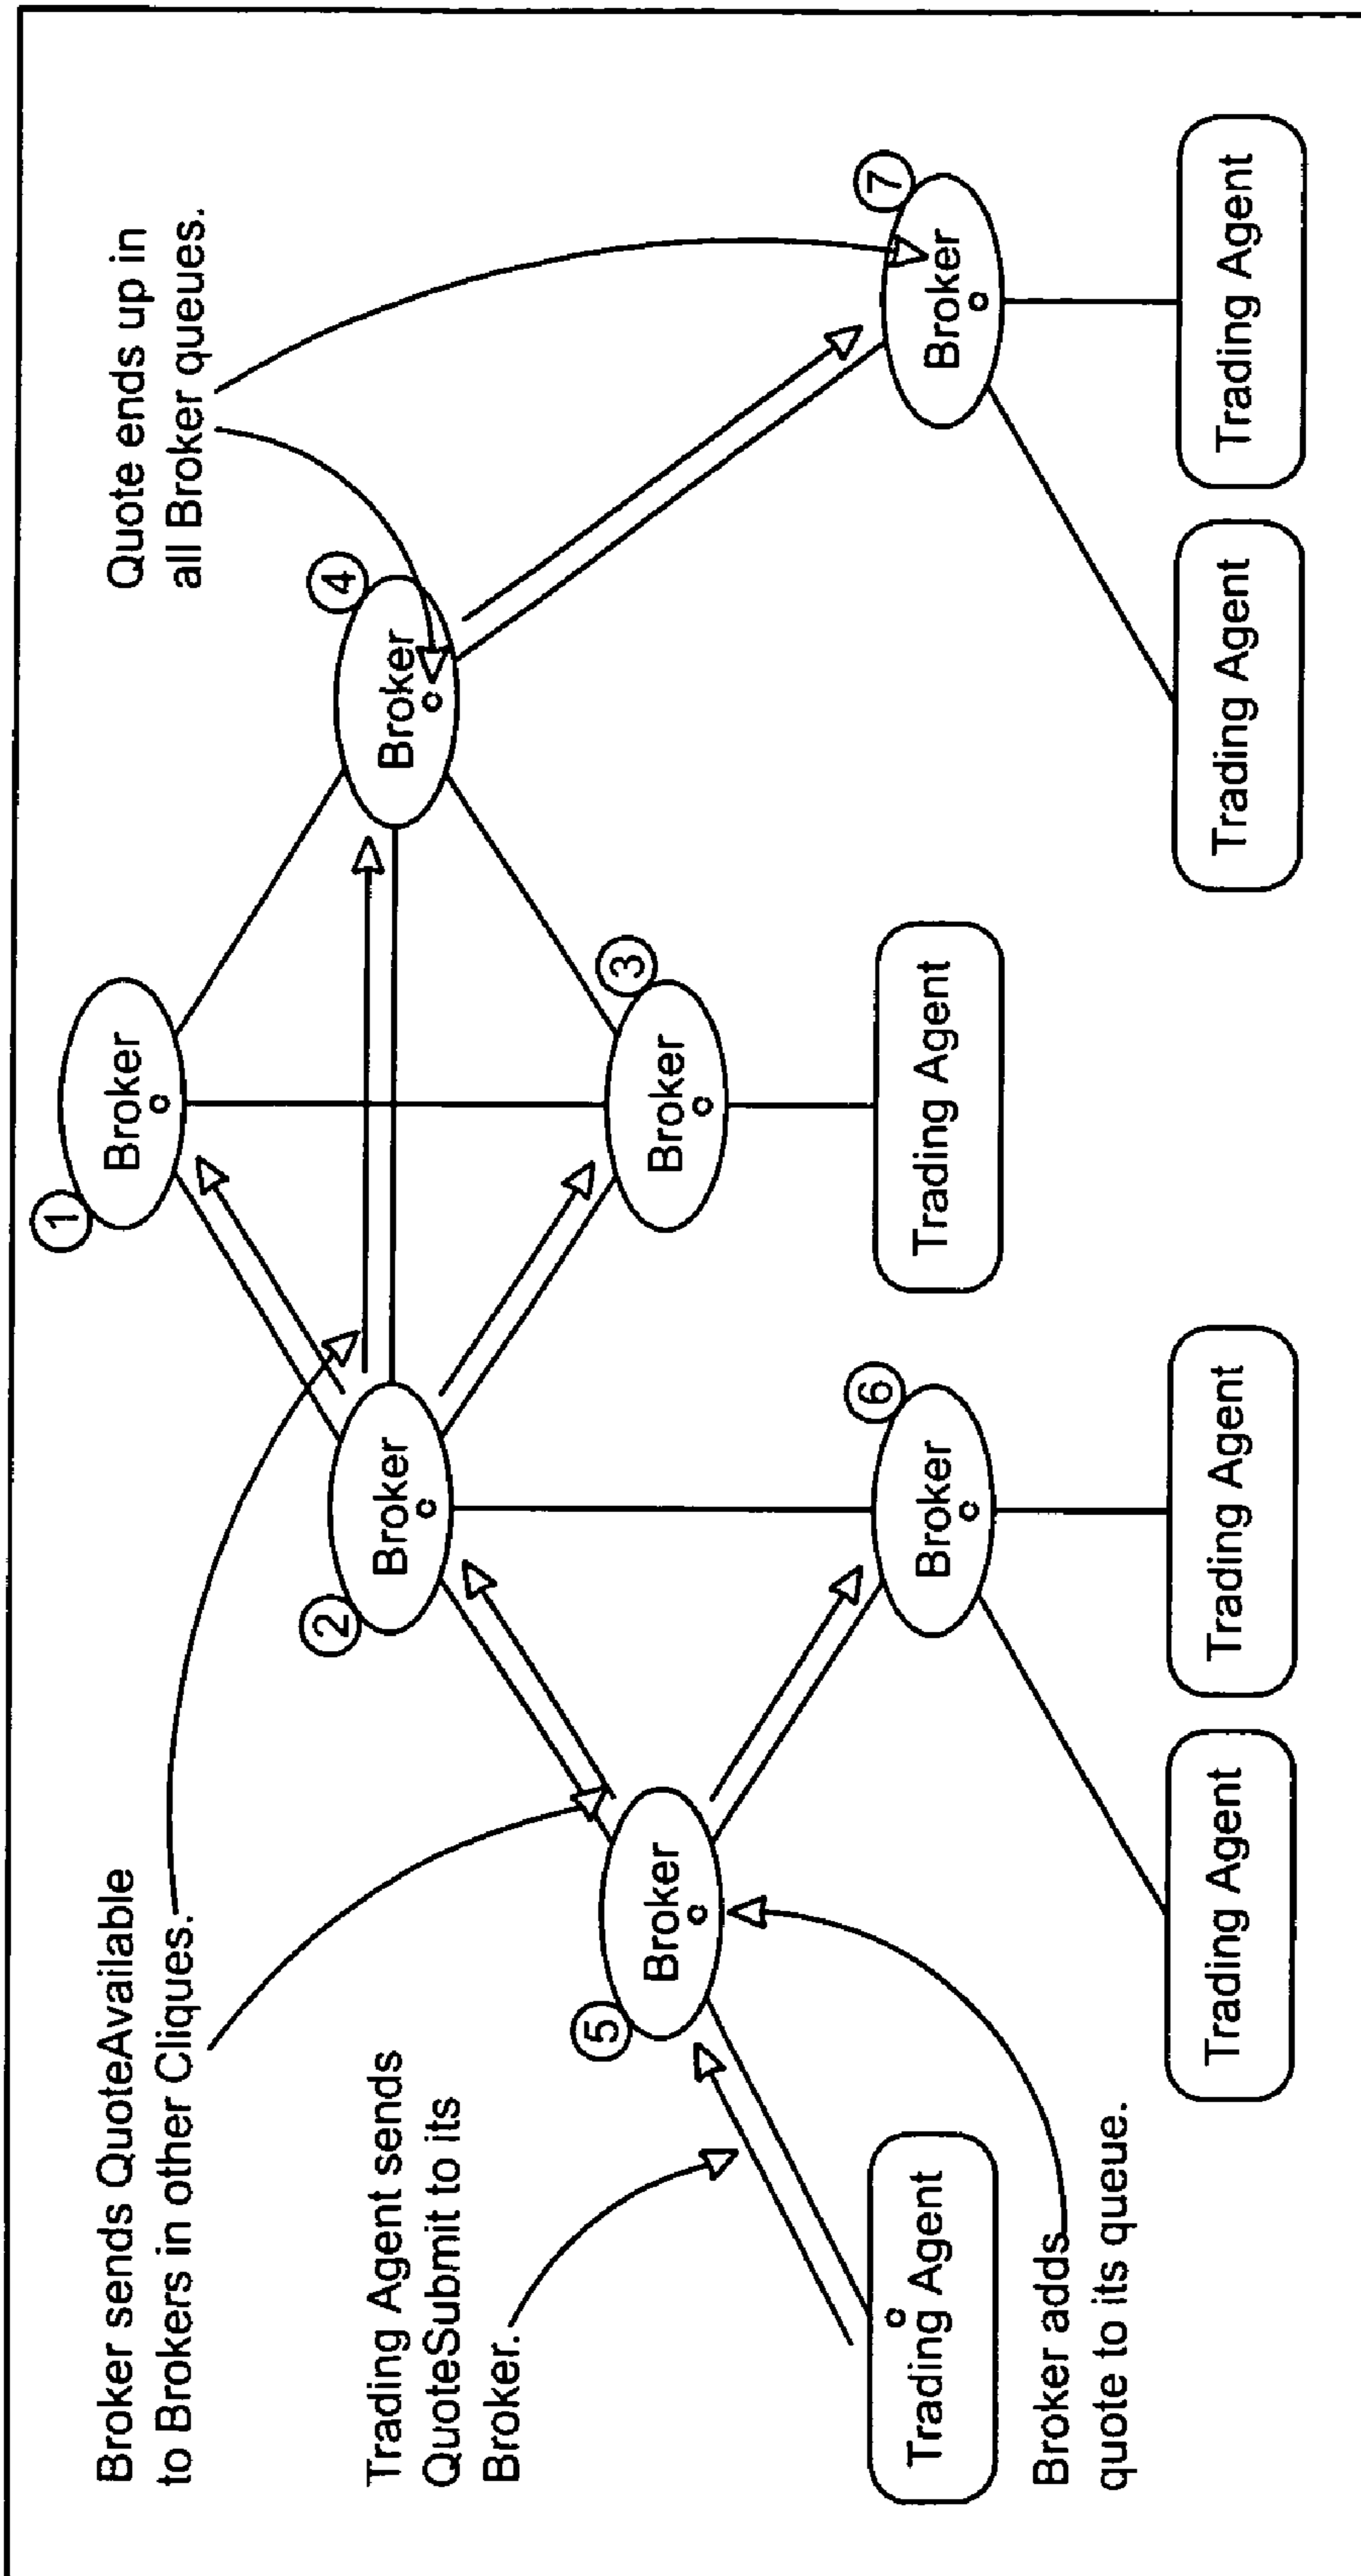 Broker sends QuoteAvailable
to Brokers in other Cliques.
Quote ends up in
all Broker queues.
1
Broker
Trading Agent sends
QuoteSubmit to its
Broker.
2
Broker
4
Broker
5
Broker
3
Broker
6
Broker
7
Broker
Trading Agent
Trading Agent
Broker adds
quote to its queue.
Trading Agent
Trading Agent
Trading Agent
Trading Agent